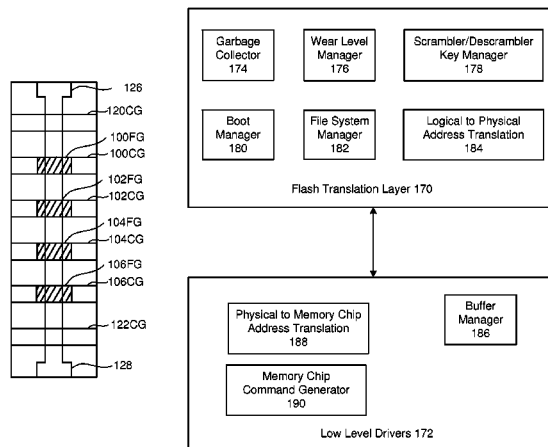 126
120CG
100FG
100CG
102FG
102CG
104FG
104CG
106FG
106CG
122CG
128
Garbage
Collector
174
Wear Level
Manager
176
Scrambler/Descrambler
Key Manager
178
Boot
Manager
180
File System
Manager
182
Logical to Physical
Address Translation
184
Flash Translation Layer 170
Physical to Memory Chip
Address Translation
188
Buffer
Manager
186
Memory Chip
Command Generator
190
Low Level Drivers 172